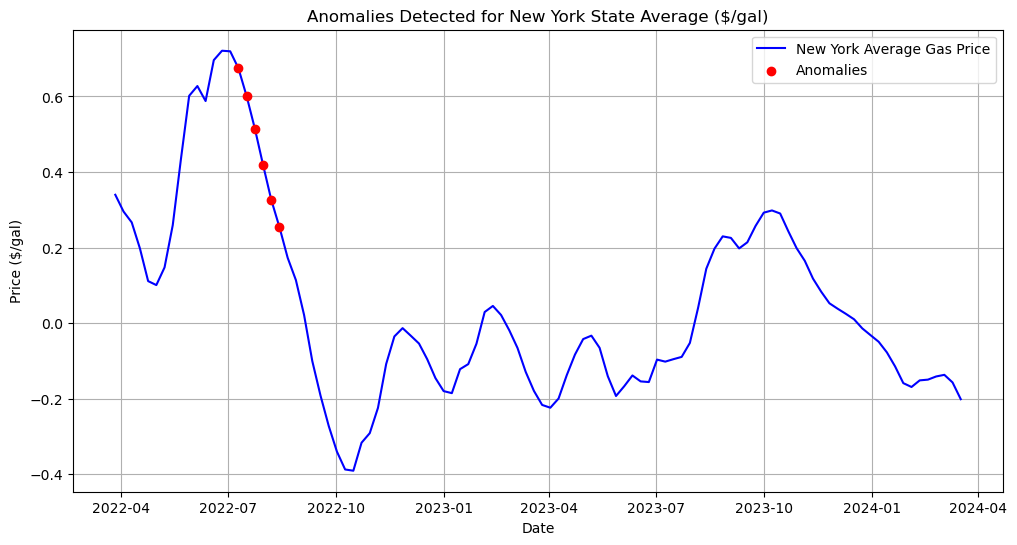 Anomalies Detected for New York State Average ($/gal)
New York Average Gas Price
Anomalies
Price ($/gal)
0.6
0.4
0.2
0.0
−0.2
−0.4
2022-04 2022-07 2022-10 2023-01 2023-04 2023-07 2023-10 2024-01 2024-04
Date